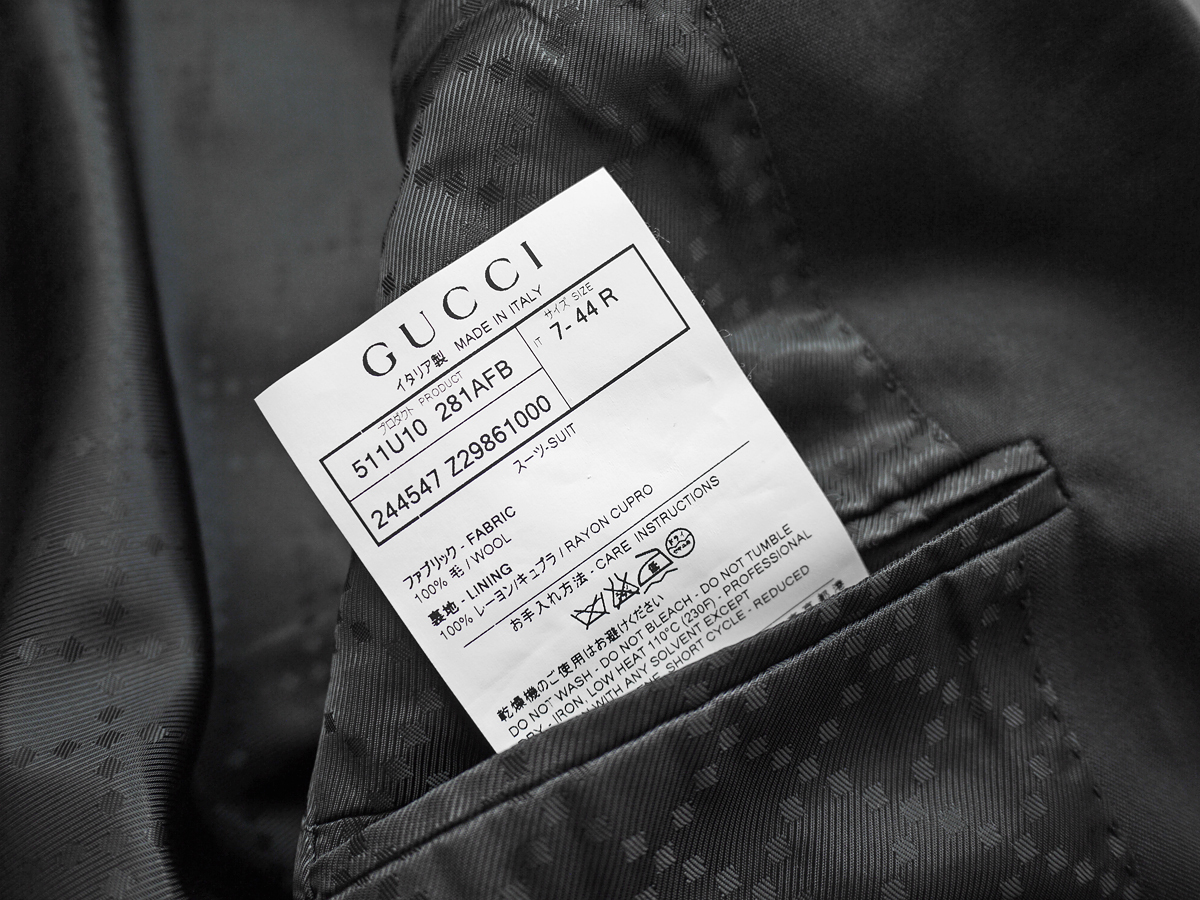 GUCCI
イタリア製 MADE IN ITALY
プロダクト PRODUCT
511U10 281AFB
244547 Z29861000
サイズ SIZE
IT 7- 44 R
スーツ-SUIT
ファブリック - FABRIC
100% 毛 / WOOL
裏地 - LINING
100% レーヨン/キュプラ / RAYON CUPRO
お手入れ方法 - CARE INSTRUCTIONS
ドライ
乾燥機のご使用はお避けください
DO NOT WASH - DO NOT BLEACH - DO NOT TUMBLE
DRY - IRON, LOW HEAT 110°C (230F) - PROFESSIONAL
WITH ANY SOLVENT EXCEPT
SHORT CYCLE - REDUCED